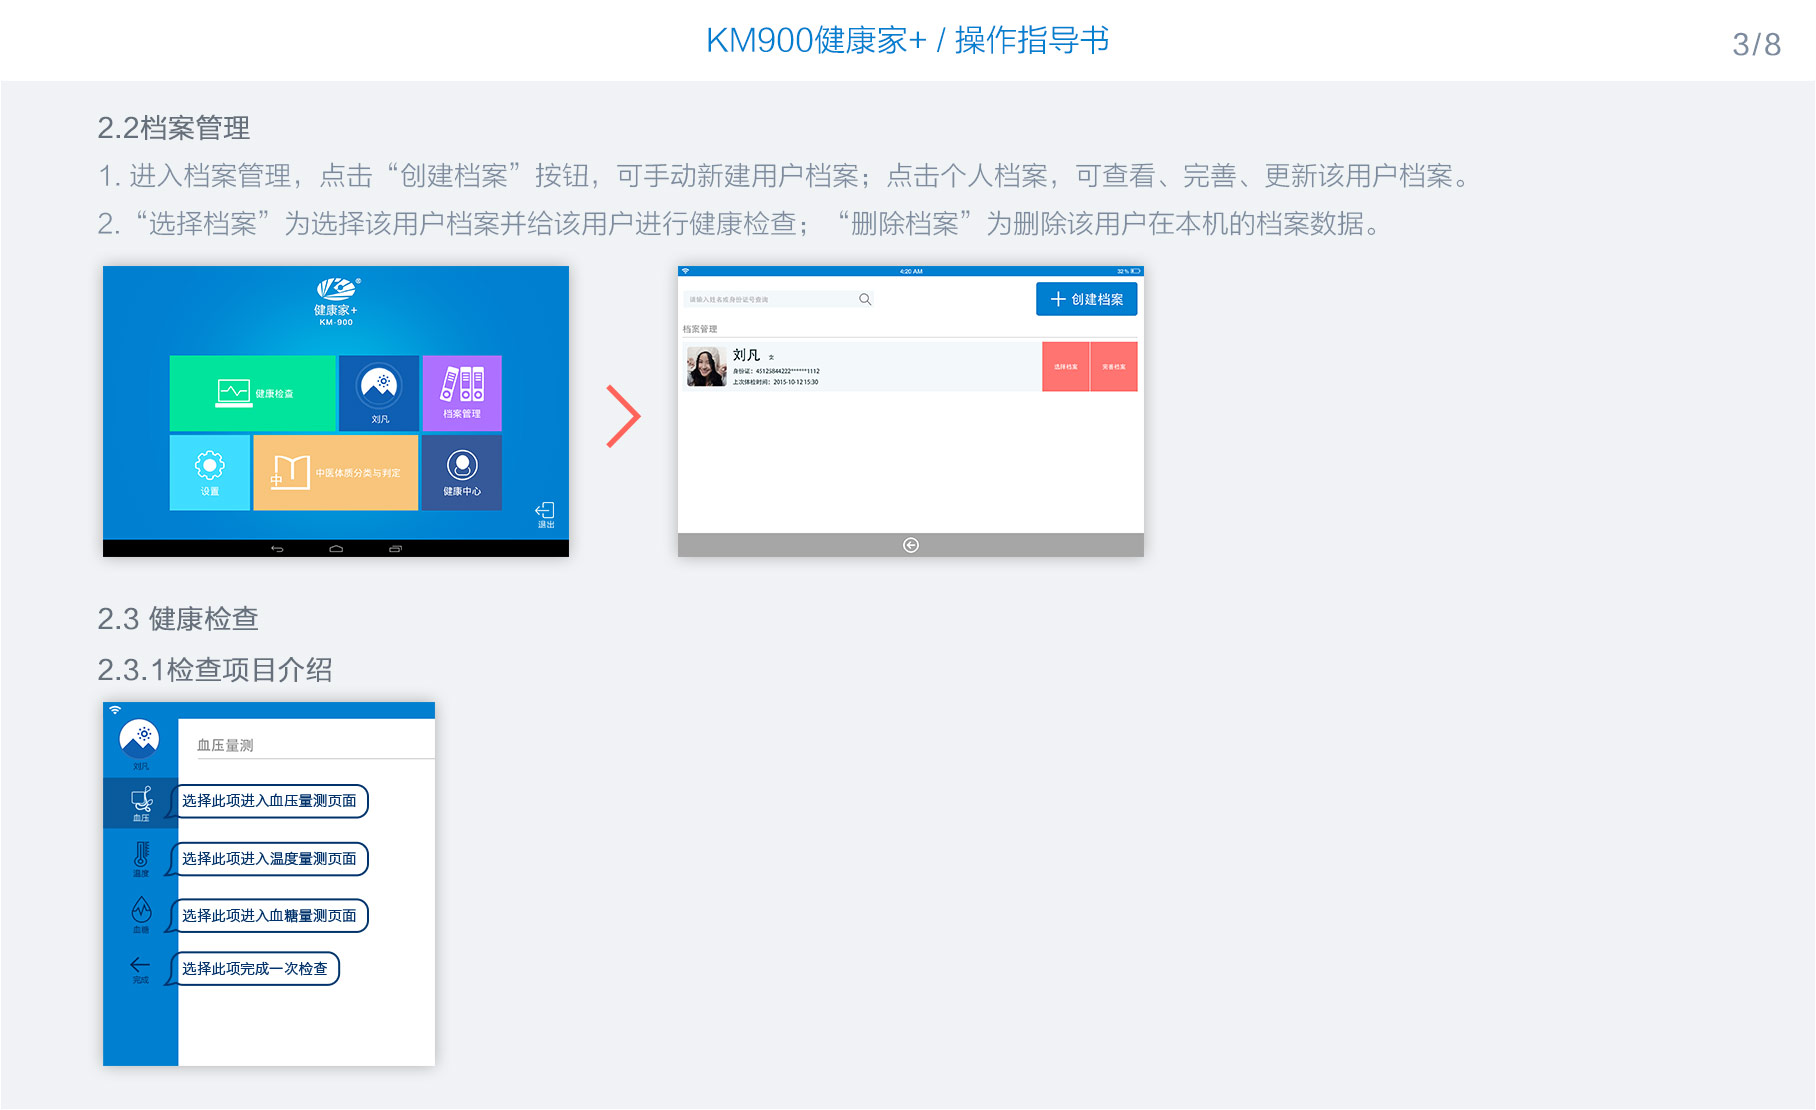 KM900健康家+ / 操作指导书
3/8
2.2档案管理
1. 进入档案管理，点击“创建档案”按钮，可手动新建用户档案；点击个人档案，可查看、完善、更新该用户档案。
2. “选择档案”为选择该用户档案并给该用户进行健康检查；“删除档案”为删除该用户在本机的档案数据。
健康家+
KM-900
健康检查
刘凡
档案管理
设置
中
中医体质分类与判定
健康中心
退出
4:20 AM
32%
请输入姓名或身份证号查询
创建档案
档案管理
刘凡 女
身份证：45125844222******1112
上次体检时间：2015-10-12 15:30
选择档案
2.3 健康检查
2.3.1检查项目介绍
刘凡
血压量测
血压
选择此项进入血压量测页面
温度
选择此项进入温度量测页面
血糖
选择此项进入血糖量测页面
完成
选择此项完成一次检查